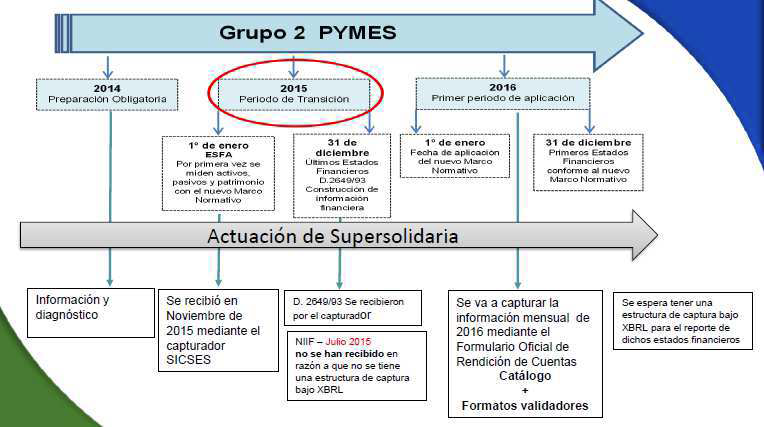 Grupo 2 PYMES
2014
Preparación Obligatoria
2015
Periodo de Transición
2016
Primer periodo de aplicación
1º de enero
ESFA
Por primera vez se
miden activos,
pasivos y patrimonio
con el nuevo Marco
Normativo
31 de
diciembre
Últimos Estados
Financieros
D.2649/93
Construcción de
información
financiera
1º de enero
Fecha de aplicación
del nuevo Marco
Normativo
31 de diciembre
Primeros Estados
Financieros
conforme al nuevo
Marco Normativo
Actuación de Supersolidaria
Información y
diagnóstico
Se recibió en
Noviembre de
2015 mediante el
capturador
SICSES
D. 2649/93 Se recibieron
por el capturador
NIIF – Julio 2015
no se han recibido en
razón a que no se tiene
una estructura de captura
bajo XBRL
Se va a capturar la
información mensual de
2016 mediante el
Formulario Oficial de
Rendición de Cuentas
Catálogo
+
Formatos validadores
Se espera tener una
estructura de captura bajo
XBRL para el reporte de
dichos estados financieros